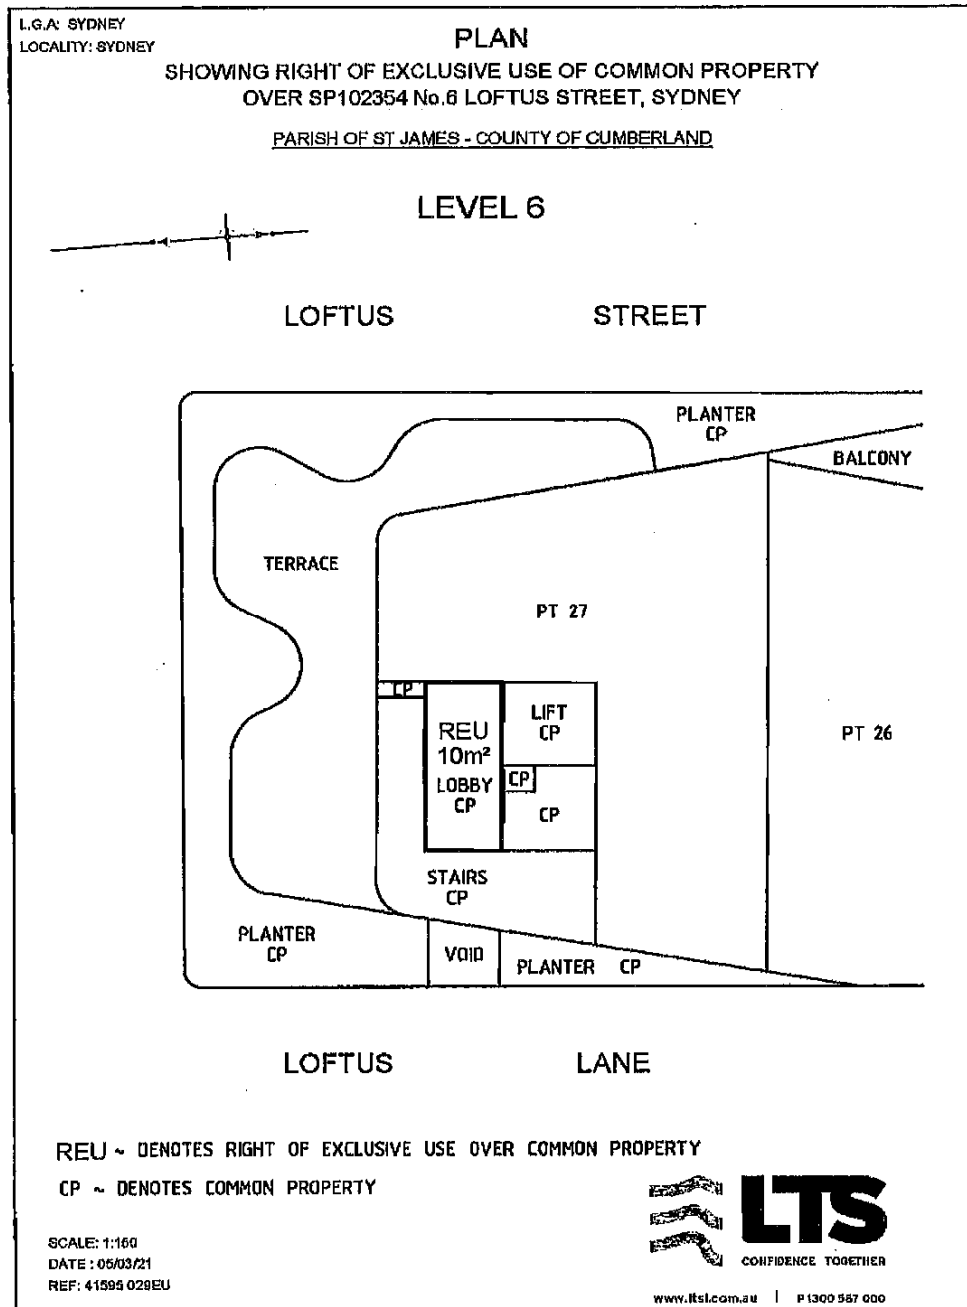 L.G.A: SYDNEY
LOCALITY: SYDNEY
PLAN
SHOWING RIGHT OF EXCLUSIVE USE OF COMMON PROPERTY
OVER SP102354 No.6 LOFTUS STREET, SYDNEY
PARISH OF ST JAMES - COUNTY OF CUMBERLAND
LEVEL 6
LOFTUS STREET
PLANTER
CP
BALCONY
TERRACE
PT 27
CP
REU
10m²
LOBBY
CP
LIFT
CP
CP
CP
PT 26
STAIRS
CP
PLANTER
CP
VOID
PLANTER CP
LOFTUS LANE
REU ~ DENOTES RIGHT OF EXCLUSIVE USE OVER COMMON PROPERTY
CP ~ DENOTES COMMON PROPERTY
SCALE: 1:150
DATE : 05/03/21
REF: 41595 029EU
LTS
CONFIDENCE TOGETHER
www.ltsl.com.au | P1300 587 000